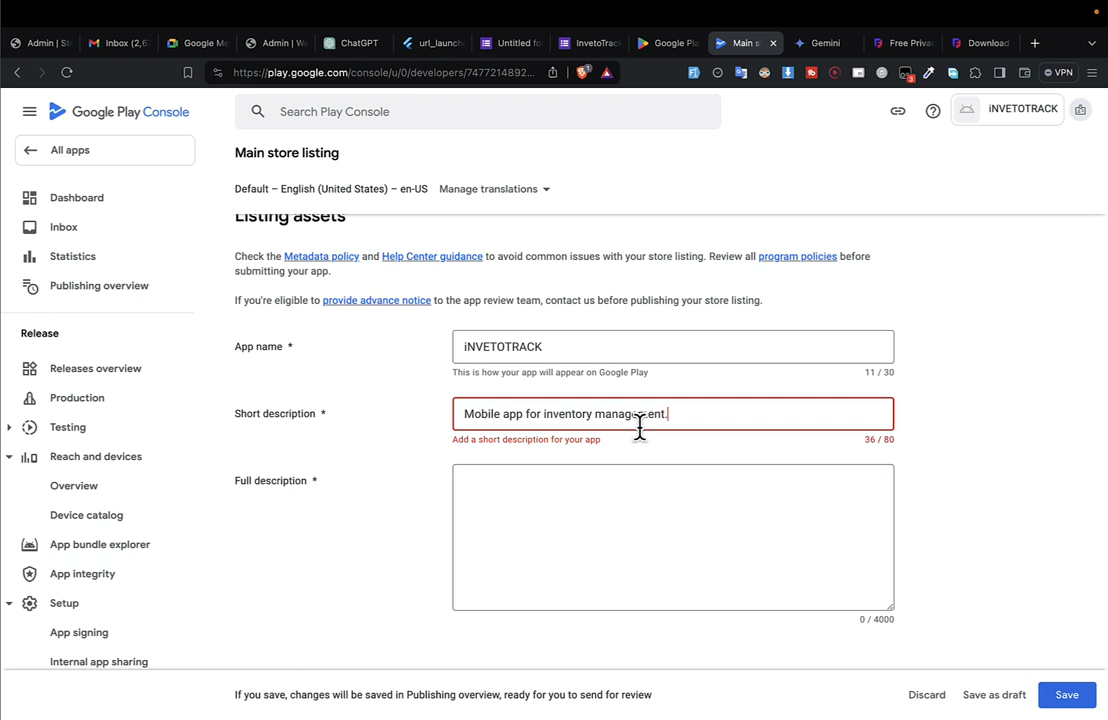 Admin | St
Inbox (2,6
Google Me
Admin | W
ChatGPT
url_launch
Untitled fo
InvetoTrac
Google Pla
Main s
Gemini
Free Priva
Download
https://play.google.com/console/u/0/developers/7477214892...
VPN
Google Play Console
Search Play Console
iNVETOTRACK
All apps
Main store listing
Default – English (United States) – en-US
Manage translations
Dashboard
Inbox
Statistics
Publishing overview
Release
Releases overview
Production
Testing
Reach and devices
Overview
Device catalog
App bundle explorer
App integrity
Setup
App signing
Internal app sharing
Listing assets
Check the Metadata policy and Help Center guidance to avoid common issues with your store listing. Review all program policies before
submitting your app.
If you're eligible to provide advance notice to the app review team, contact us before publishing your store listing.
App name *
iNVETOTRACK
This is how your app will appear on Google Play
11 / 30
Short description *
Mobile app for inventory management.
Add a short description for your app
36 / 80
Full description *
0 / 4000
If you save, changes will be saved in Publishing overview, ready for you to send for review
Discard
Save as draft
Save